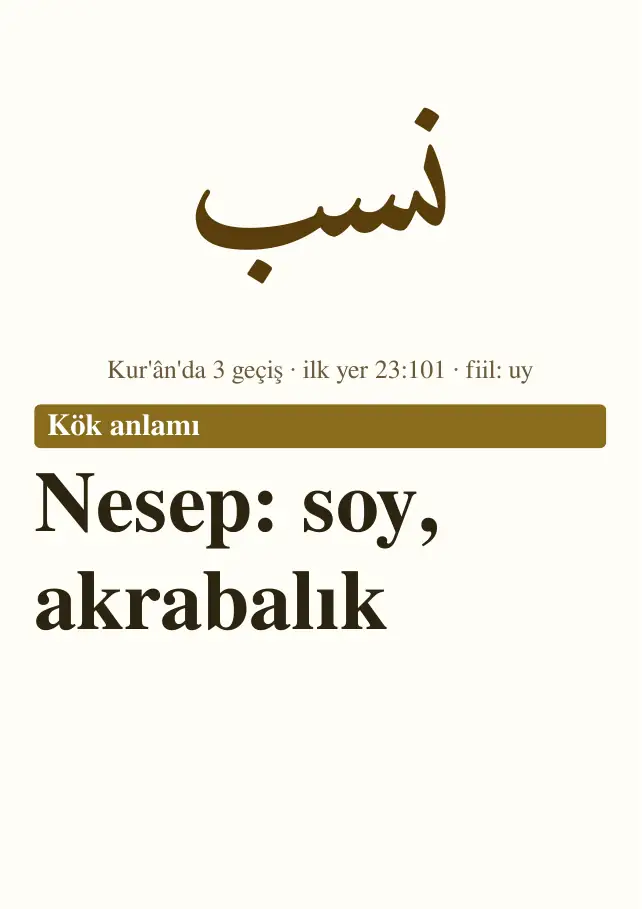 نسب
Kur'ân'da 3 geçiş · ilk yer 23:101 · fiil: uy
Kök anlamı
Nesep: soy,
akrabalık